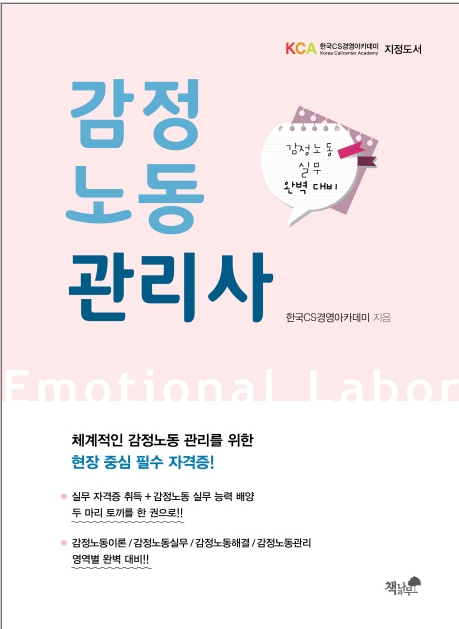 KCA 한국CS경영아카데미 지정도서
Korea Callcenter Academy
감정
노동
관리사
감정노동
실무
완벽 대비
한국CS경영아카데미 지음
Emotional Labor
체계적인 감정노동 관리를 위한
현장 중심 필수 자격증!
실무 자격증 취득 + 감정노동 실무 능력 배양
두 마리 토끼를 한 권으로!!
감정노동이론 / 감정노동실무 / 감정노동해결 / 감정노동관리
영역별 완벽 대비!!
책과나무